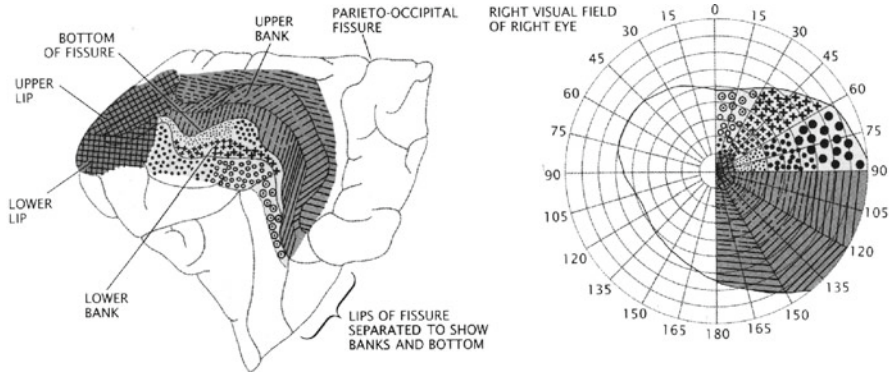 PARIETO-OCCIPITAL
FISSURE
UPPER
BANK
BOTTOM
OF FISSURE
UPPER
LIP
LOWER
LIP
LOWER
BANK
LIPS OF FISSURE
SEPARATED TO SHOW
BANKS AND BOTTOM
RIGHT VISUAL FIELD
OF RIGHT EYE
0
15
15
30
30
45
45
60
60
75
75
90
90
105
105
120
120
135
135
150
150
165
165
180